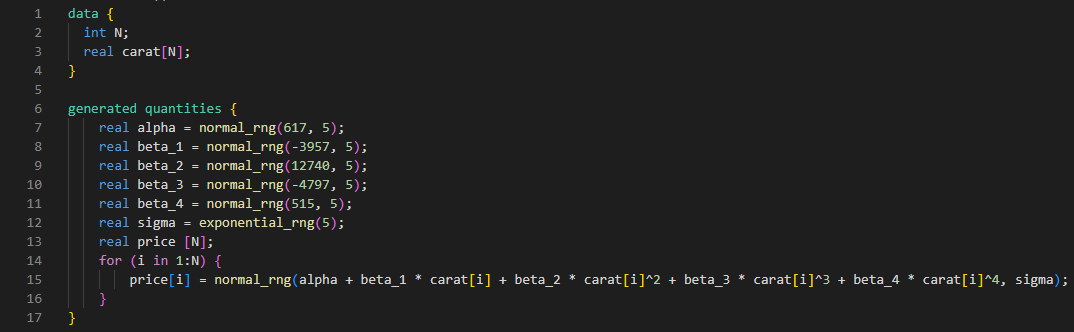 1 data {
2   int N;
3   real carat[N];
4 }
5
6 generated quantities {
7     real alpha = normal_rng(617, 5);
8     real beta_1 = normal_rng(-3957, 5);
9     real beta_2 = normal_rng(12740, 5);
10     real beta_3 = normal_rng(-4797, 5);
11     real beta_4 = normal_rng(515, 5);
12     real sigma = exponential_rng(5);
13     real price [N];
14     for (i in 1:N) {
15         price[i] = normal_rng(alpha + beta_1 * carat[i] + beta_2 * carat[i]^2 + beta_3 * carat[i]^3 + beta_4 * carat[i]^4, sigma);
16     }
17 }